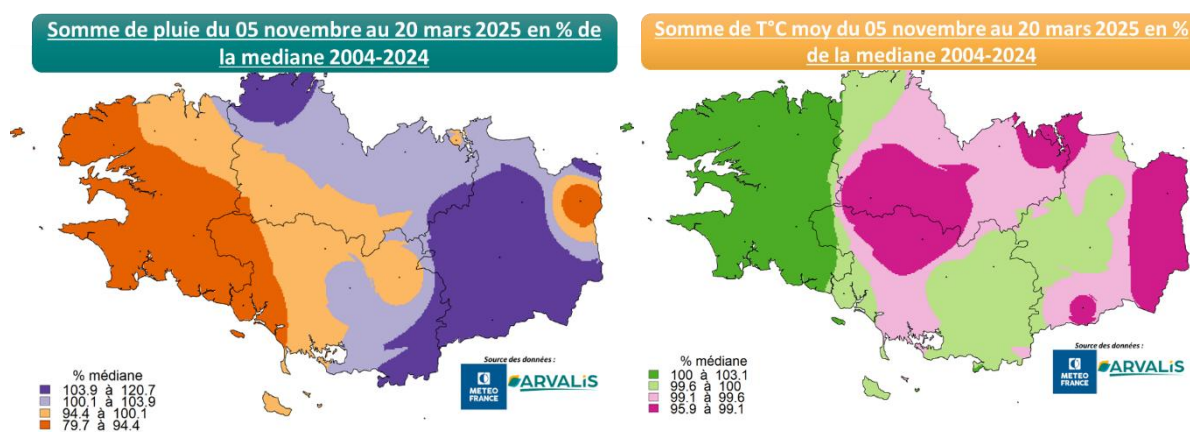 Somme de pluie du 05 novembre au 20 mars 2025 en % de
la mediane 2004-2024
% médiane
103.9 à 120.7
100.1 à 103.9
94.4 à 100.1
79.7 à 94.4
Source des données :
METEO
FRANCE
ARVALIS
Somme de T°C moy du 05 novembre au 20 mars 2025 en %
de la mediane 2004-2024
% médiane
100 à 103.1
99.6 à 100
99.1 à 99.6
95.9 à 99.1
Source des données :
METEO
FRANCE
ARVALIS